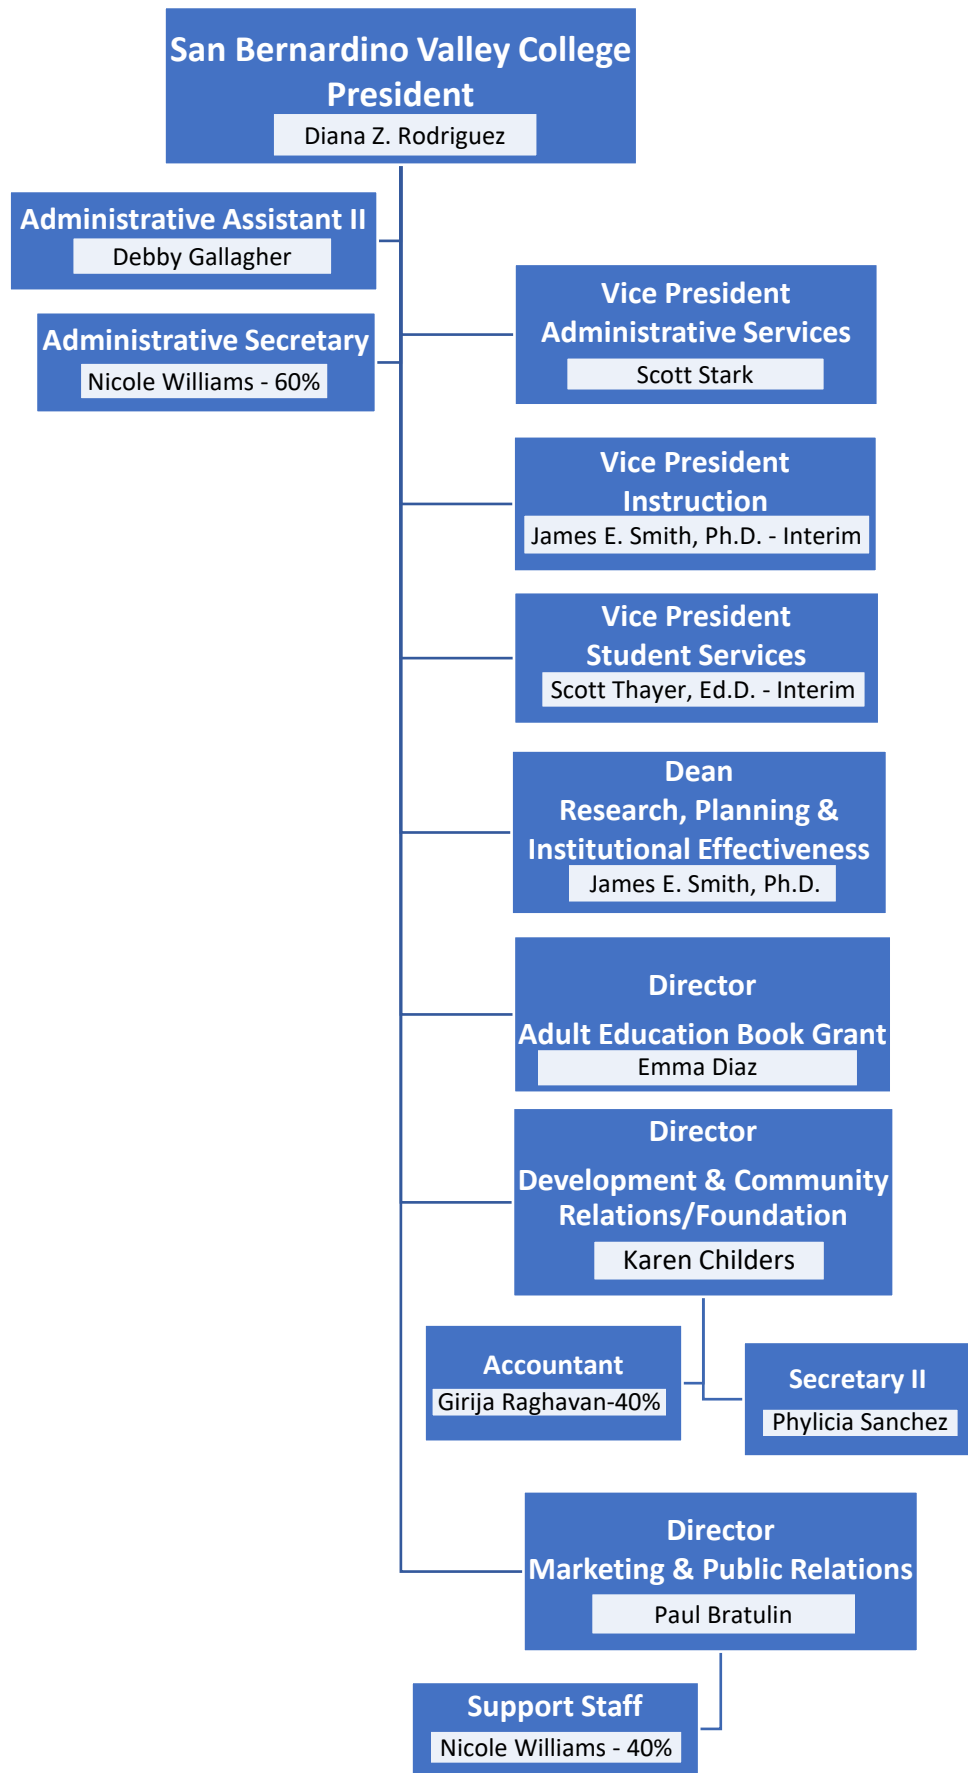 San Bernardino Valley College
President
Diana Z. Rodriguez
Administrative Assistant II
Debby Gallagher
Administrative Secretary
Nicole Williams - 60%
Vice President
Administrative Services
Scott Stark
Vice President
Instruction
James E. Smith, Ph.D. - Interim
Vice President
Student Services
Scott Thayer, Ed.D. - Interim
Dean
Research, Planning &
Institutional Effectiveness
James E. Smith, Ph.D.
Director
Adult Education Book Grant
Emma Diaz
Director
Development & Community
Relations/Foundation
Karen Childers
Accountant
Girija Raghavan-40%
Secretary II
Phylicia Sanchez
Director
Marketing & Public Relations
Paul Bratulin
Support Staff
Nicole Williams - 40%